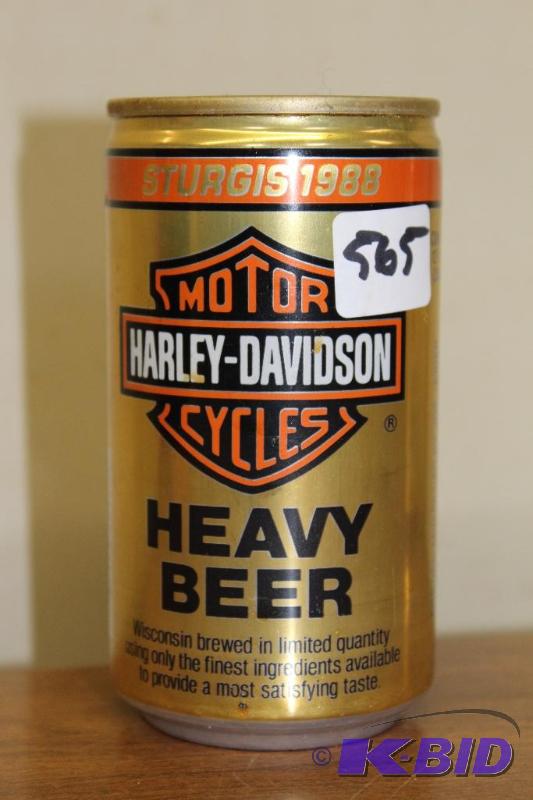 STURGIS 1988
565
MOTOR
HARLEY-DAVIDSON
CYCLES
®
HEAVY
BEER
Wisconsin brewed in limited quantity
using only the finest ingredients available
to provide a most satisfying taste.
© K-BID